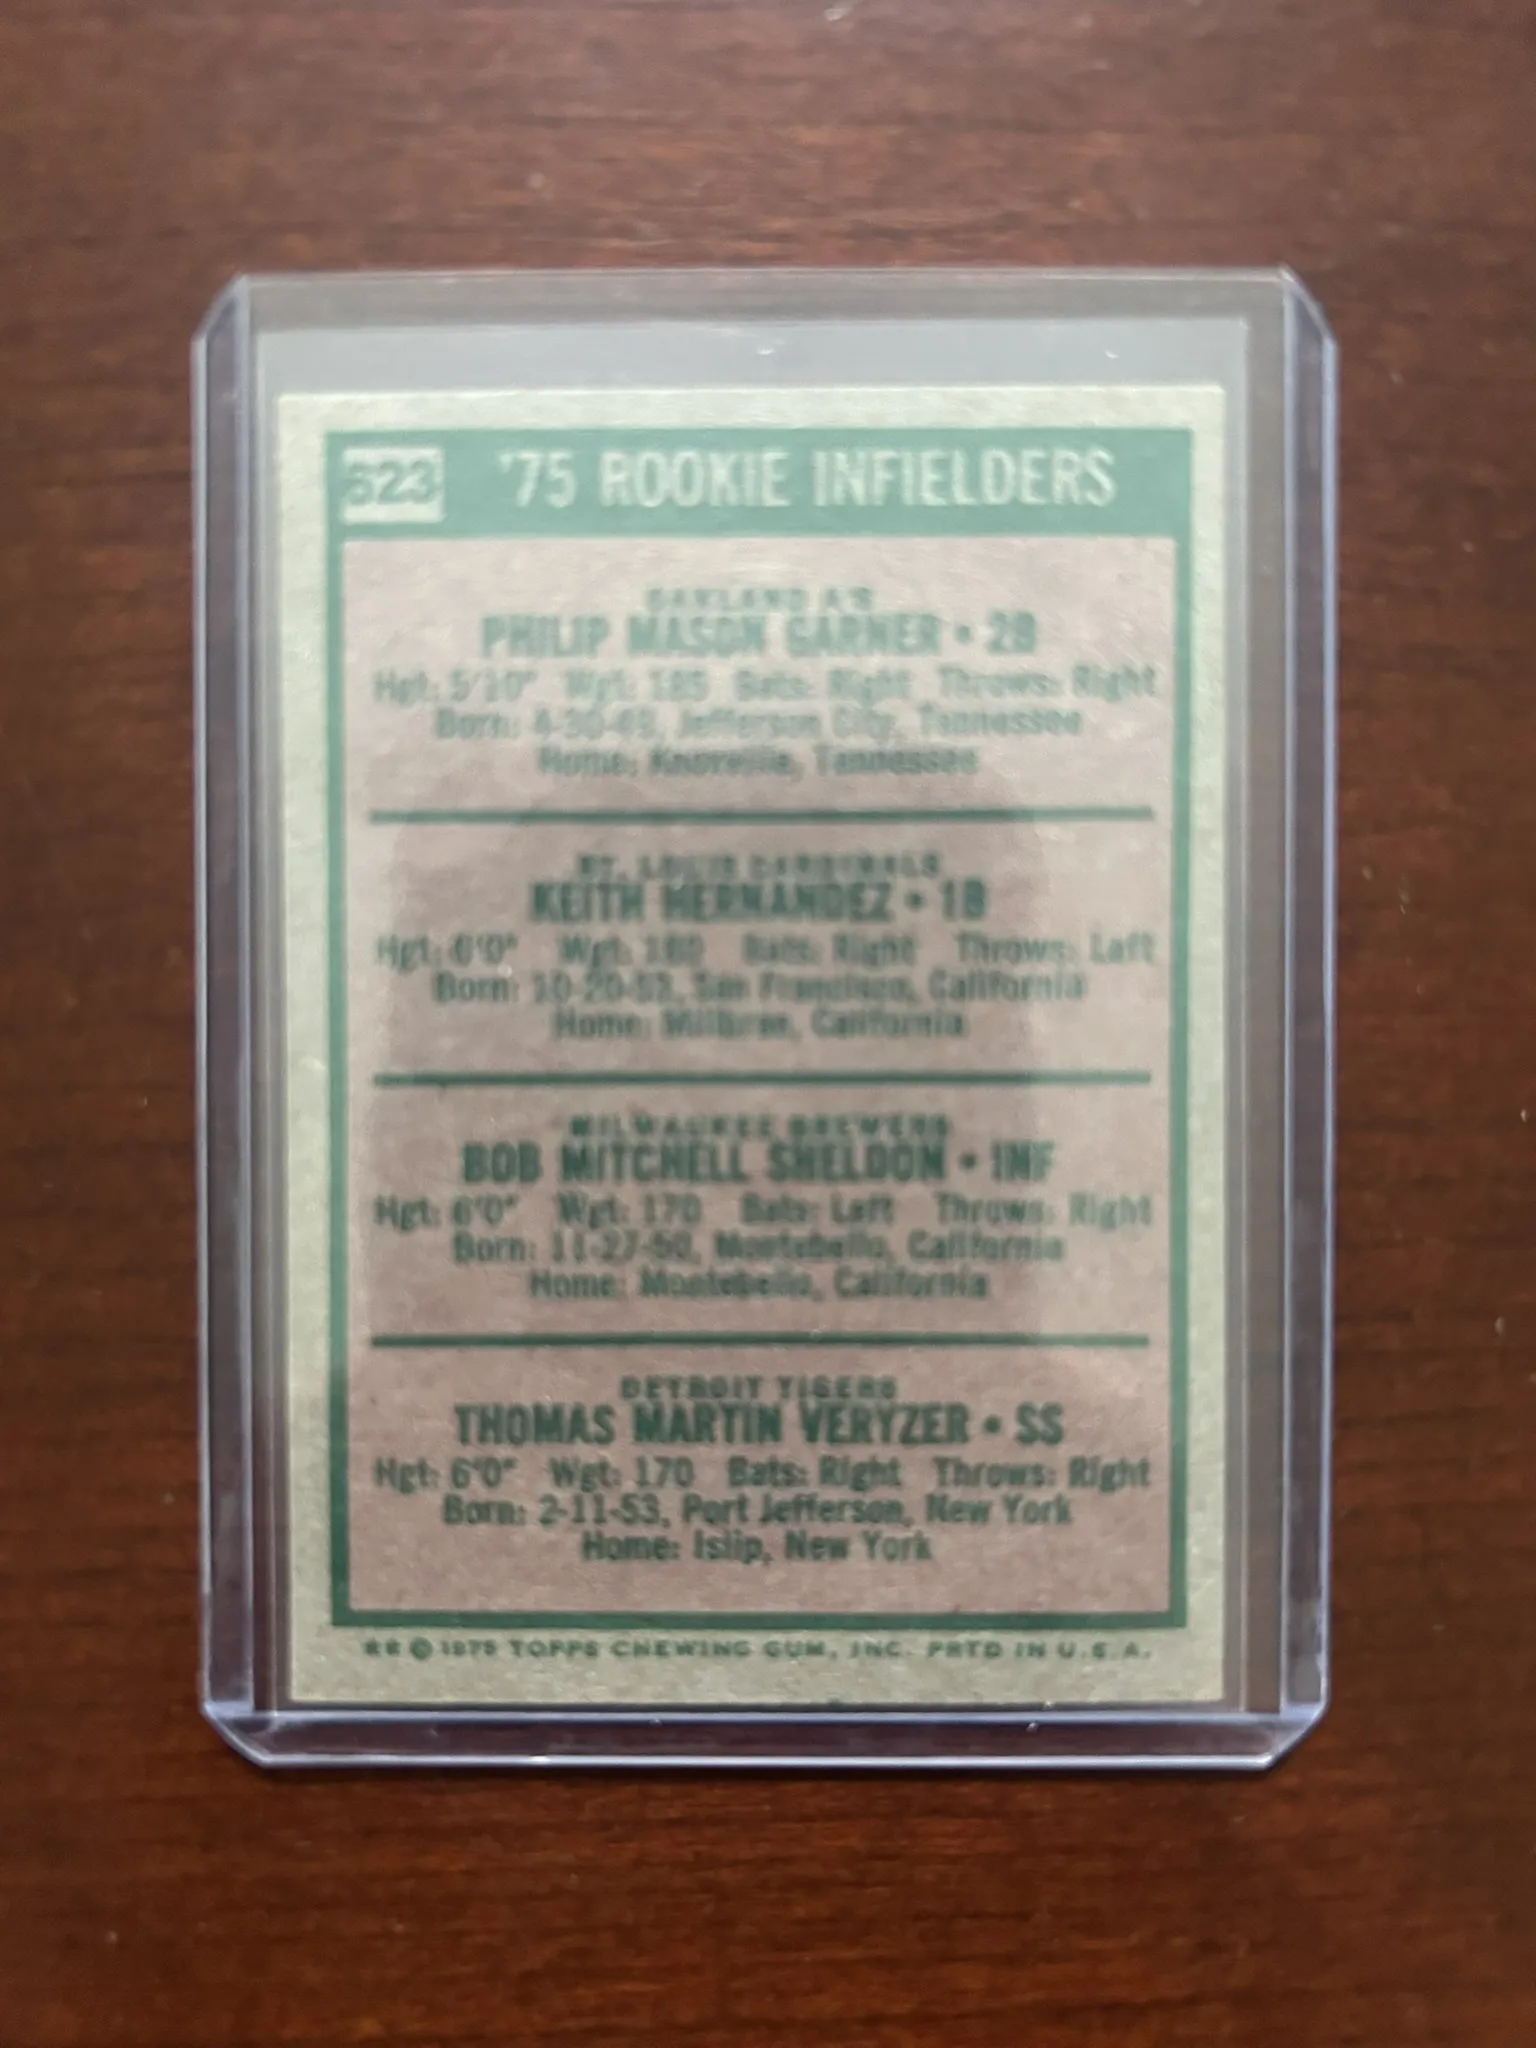 623 '75 ROOKIE INFIELDERS
OAKLAND A'S
PHILIP MASON GARNER • 2B
Hgt: 5'10" Wgt: 185 Bats: Right Throws: Right
Born: 4-30-49, Jefferson City, Tennessee
Home: Knoxville, Tennessee
ST. LOUIS CARDINALS
KEITH HERNANDEZ • 1B
Hgt: 6'0" Wgt: 180 Bats: Right Throws: Left
Born: 10-20-53, San Francisco, California
Home: Millbrae, California
MILWAUKEE BREWERS
BOB MITCHELL SHELDON • INF
Hgt: 6'0" Wgt: 170 Bats: Left Throws: Right
Born: 11-27-50, Montebello, California
Home: Montebello, California
DETROIT TIGERS
THOMAS MARTIN VERYZER • SS
Hgt: 6'0" Wgt: 170 Bats: Right Throws: Right
Born: 2-11-53, Port Jefferson, New York
Home: Islip, New York
** © 1975 TOPPS CHEWING GUM, INC. PRTD IN U.S.A.